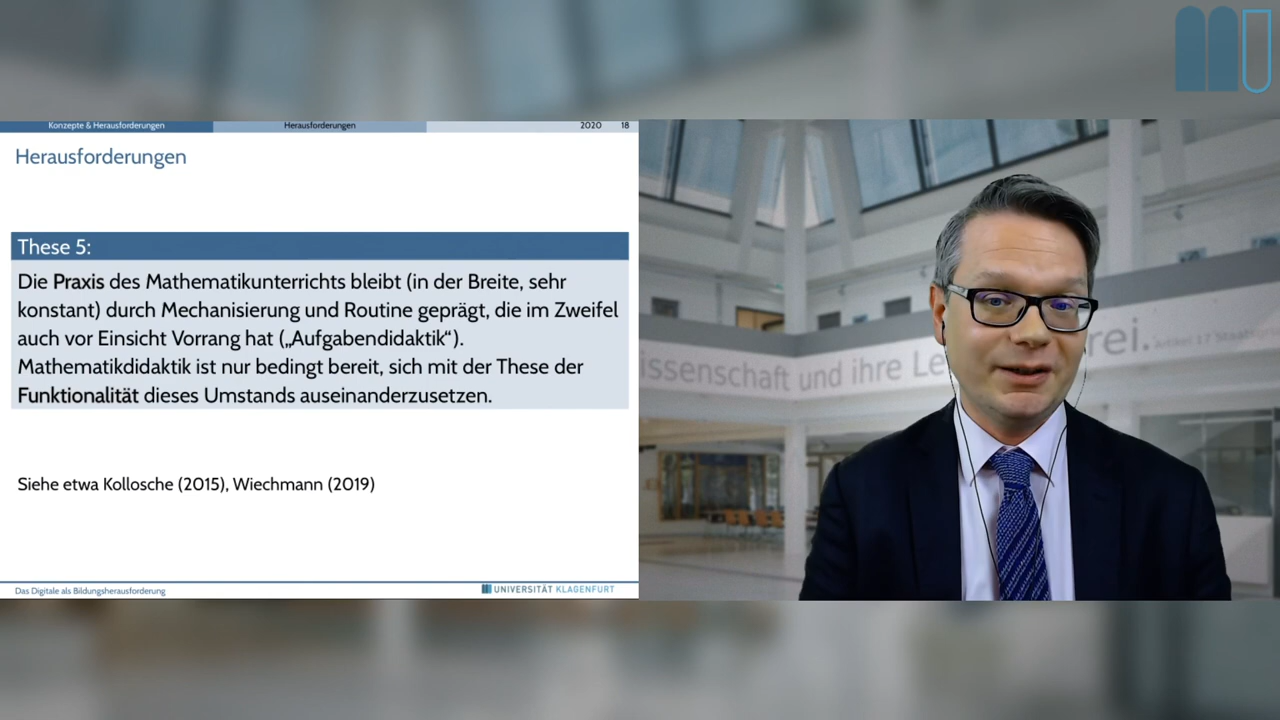 Konzepte & Herausforderungen Herausforderungen 2020 18
Herausforderungen
These 5:
Die Praxis des Mathematikunterrichts bleibt (in der Breite, sehr
konstant) durch Mechanisierung und Routine geprägt, die im Zweifel
auch vor Einsicht Vorrang hat („Aufgabendidaktik“).
Mathematikdidaktik ist nur bedingt bereit, sich mit der These der
Funktionalität dieses Umstands auseinanderzusetzen.
Siehe etwa Kollosche (2015), Wiechmann (2019)
Das Digitale als Bildungsherausforderung
UNIVERSITÄT KLAGENFURT
issenschaft und ihre Le
rei.
Artikel 17 Staats